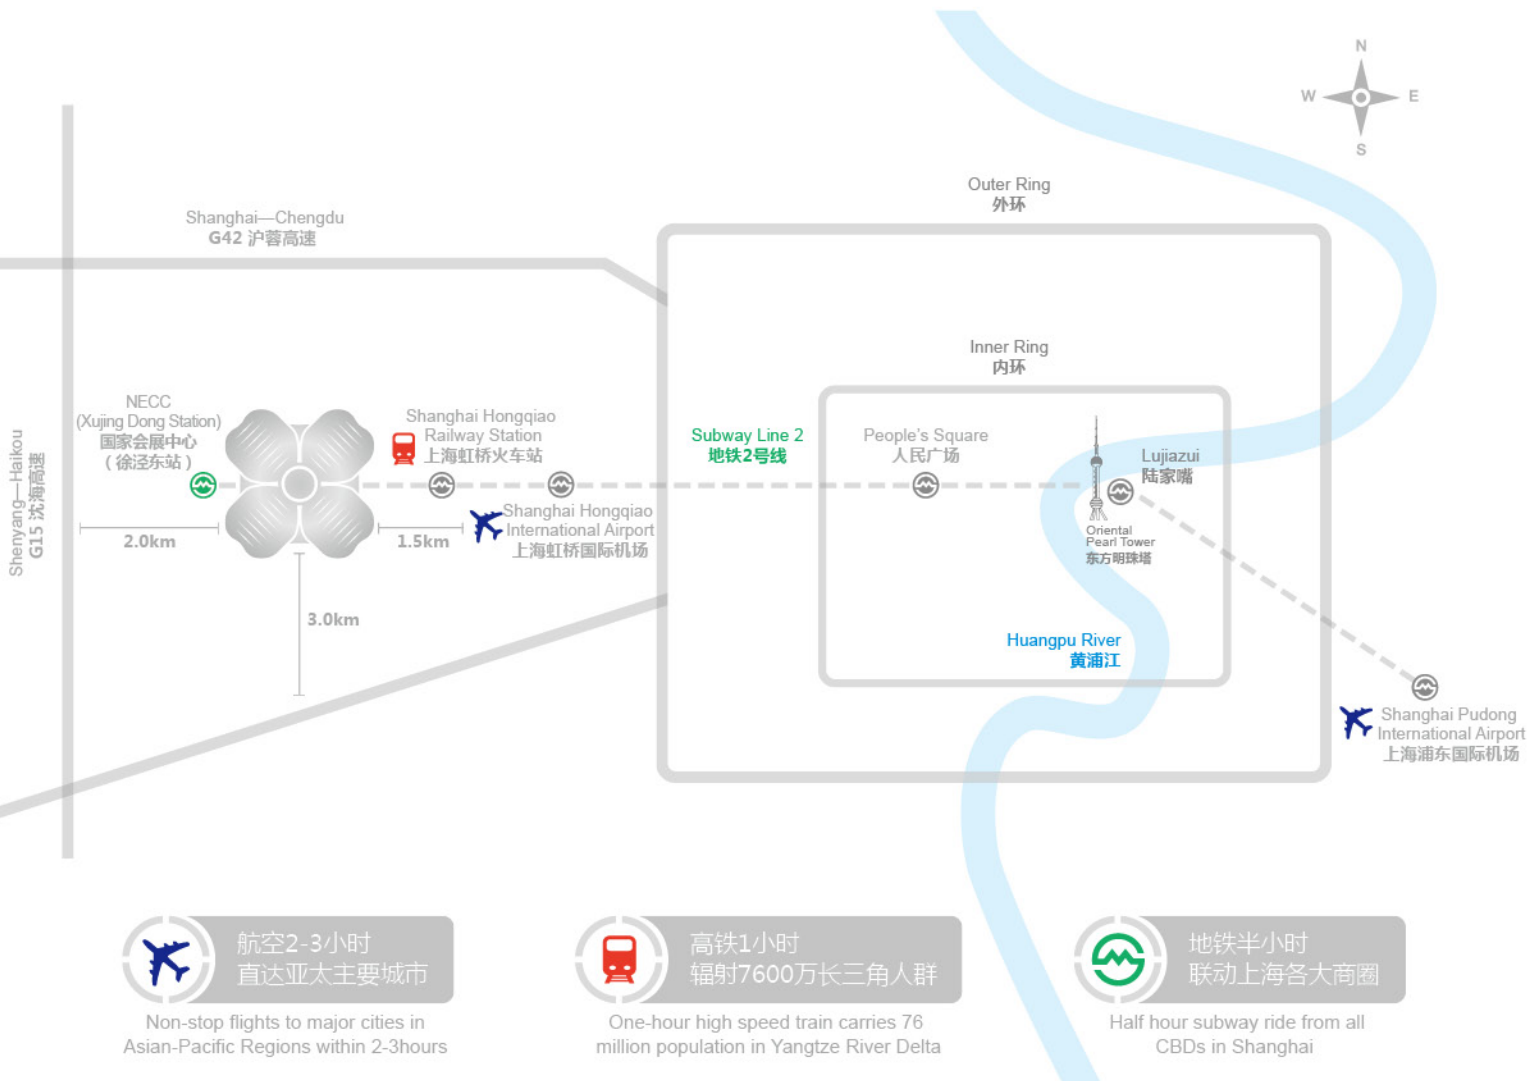 N
W
E
S
Outer Ring
外环
Shanghai—Chengdu
G42 沪蓉高速
Inner Ring
内环
NECC
(Xujing Dong Station)
国家会展中心
（徐泾东站）
Shanghai Hongqiao
Railway Station
上海虹桥火车站
Subway Line 2
地铁2号线
People's Square
人民广场
Lujiazui
陆家嘴
Shenyang—Haikou
G15 沈海高速
Shanghai Hongqiao
International Airport
上海虹桥国际机场
2.0km
1.5km
Oriental
Pearl Tower
东方明珠塔
3.0km
Huangpu River
黄浦江
Shanghai Pudong
International Airport
上海浦东国际机场
航空2-3小时
直达亚太主要城市
Non-stop flights to major cities in
Asian-Pacific Regions within 2-3hours
高铁1小时
辐射7600万长三角人群
One-hour high speed train carries 76
million population in Yangtze River Delta
地铁半小时
联动上海各大商圈
Half hour subway ride from all
CBDs in Shanghai